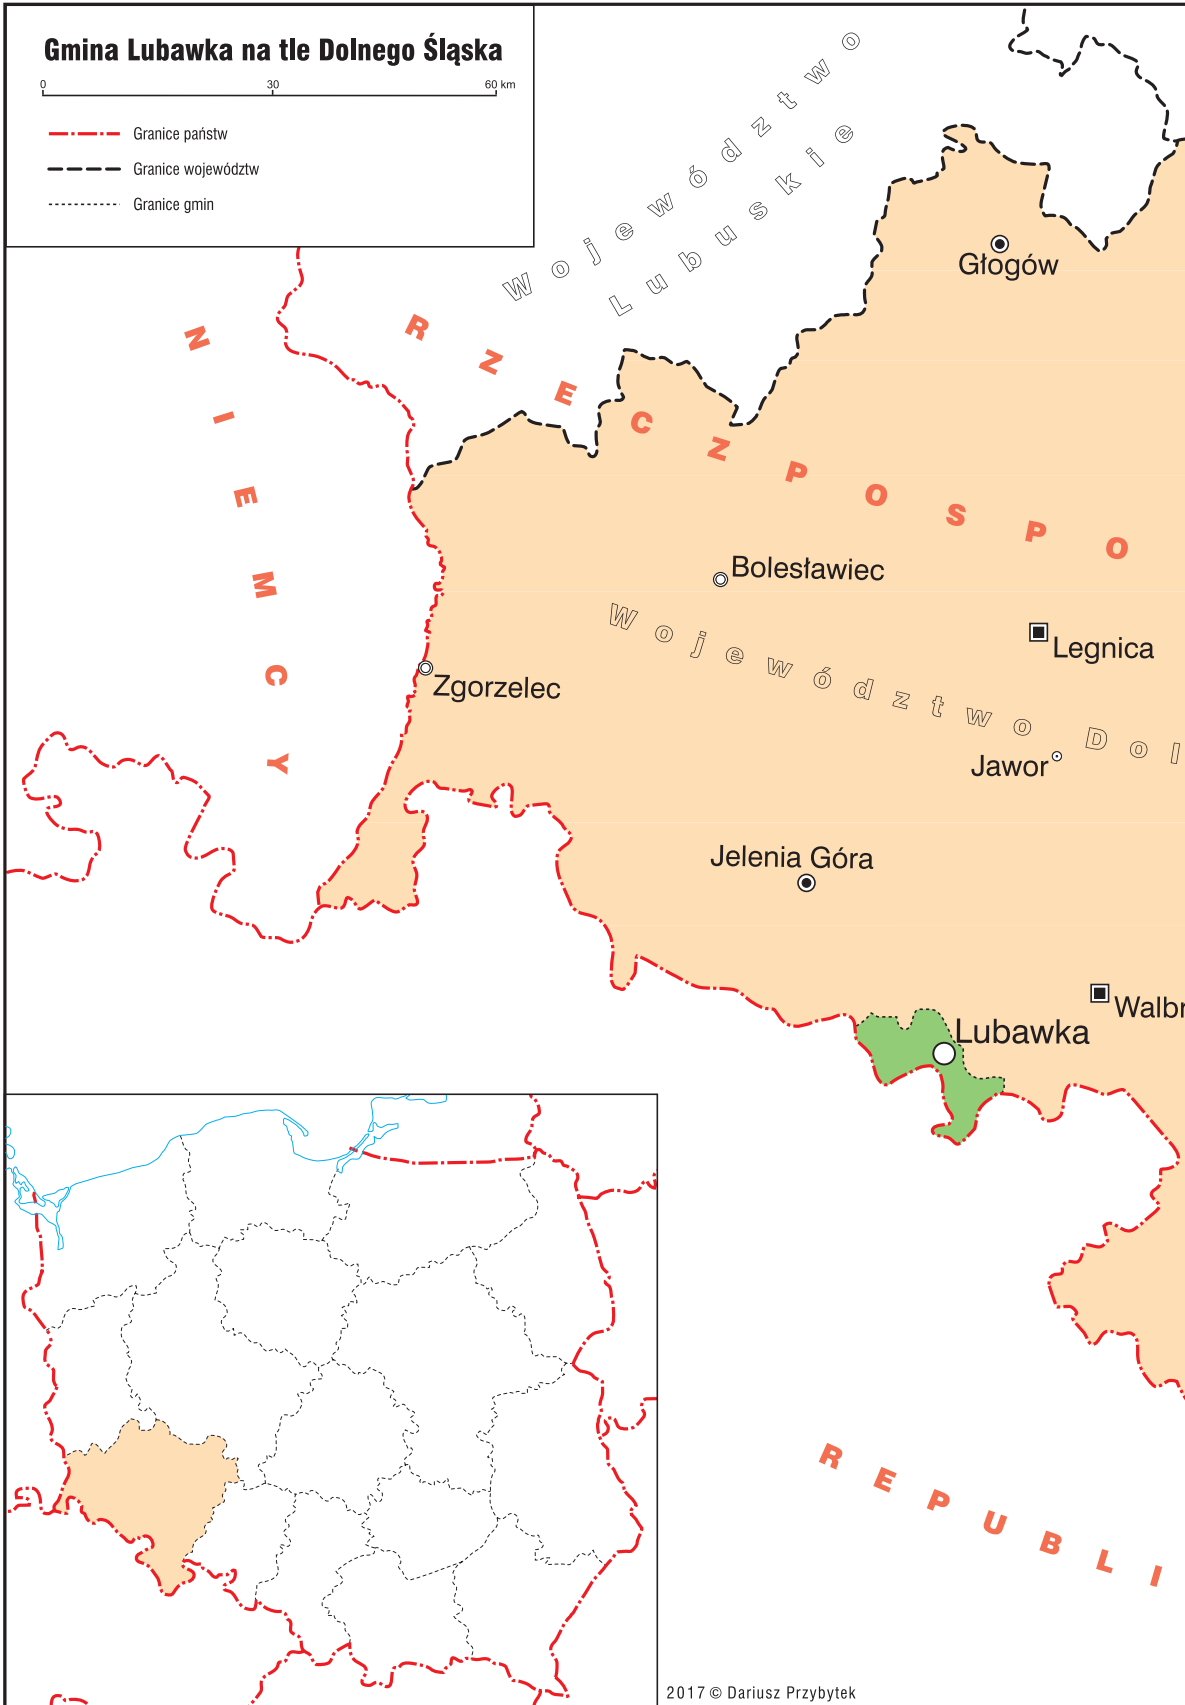 Gmina Lubawka na tle Dolnego Śląska
0 30 60 km
Granice państw
Granice województw
Granice gmin
Województwo
Lubuskie
NIEMCY
RZECZPOSPO
Głogów
Bolesławiec
Województwo Dol
Legnica
Zgorzelec
Jawor
Jelenia Góra
Walbr
Lubawka
REPUBLI
2017 © Dariusz Przybytek